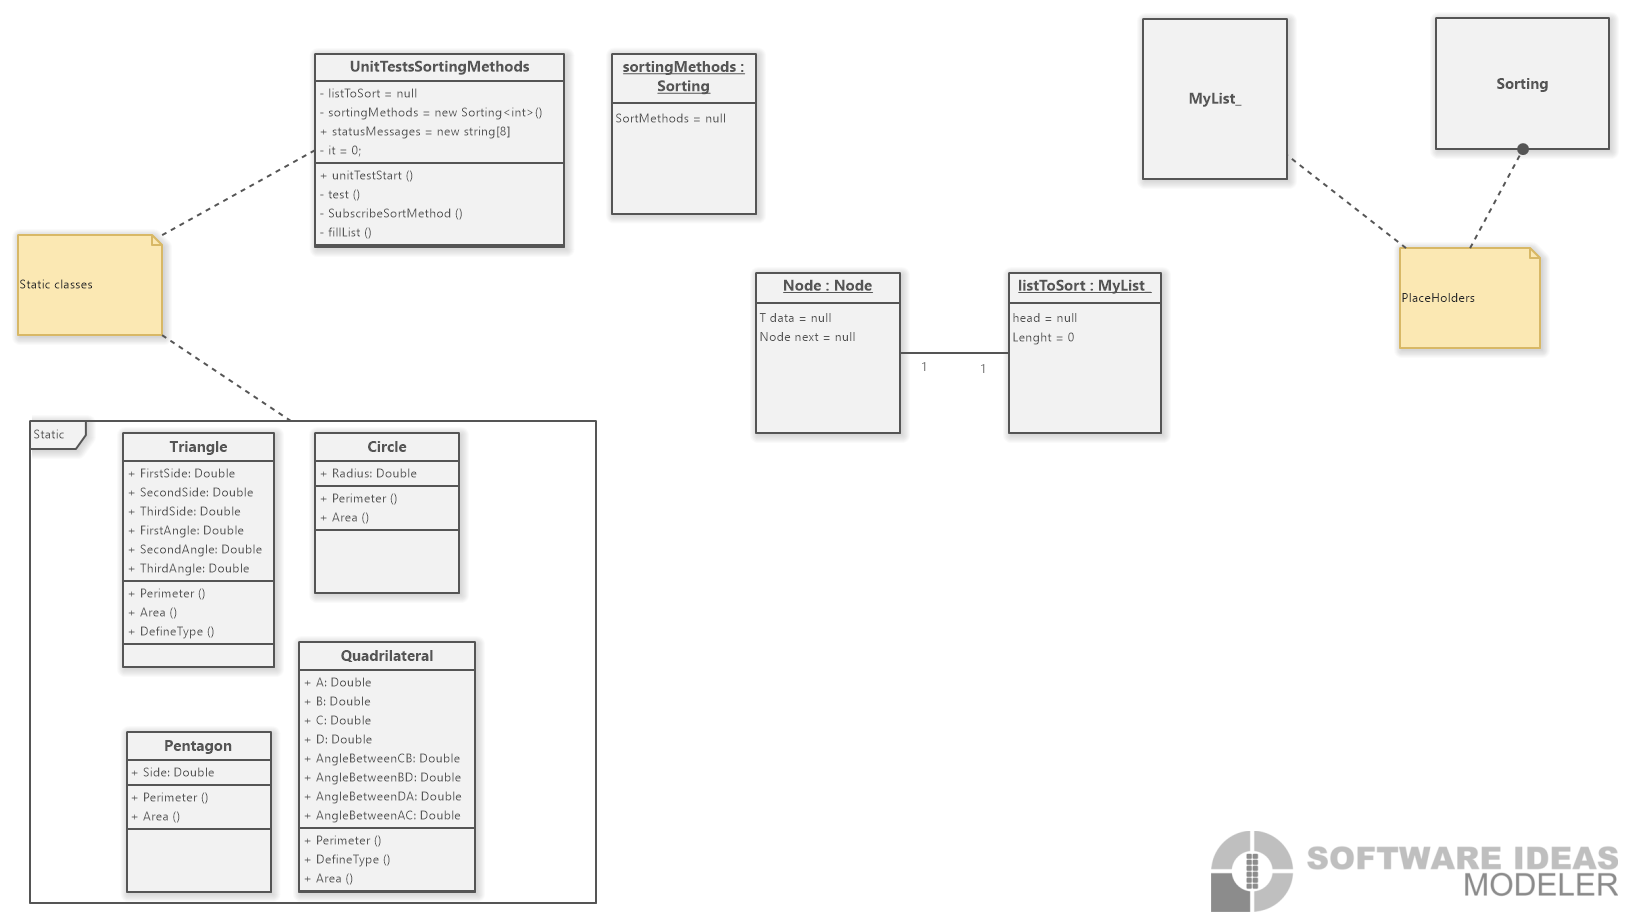 UnitTestsSortingMethods
- listToSort = null
- sortingMethods = new Sorting<int>()
+ statusMessages = new string[8]
- it = 0;
+ unitTestStart ()
- test ()
- SubscribeSortMethod ()
- fillList ()
sortingMethods :
Sorting
SortMethods = null
MyList_
Sorting
Static classes
PlaceHolders
Node : Node
T data = null
Node next = null
listToSort : MyList_
head = null
Lenght = 0
1
1
Static
Triangle
+ FirstSide: Double
+ SecondSide: Double
+ ThirdSide: Double
+ FirstAngle: Double
+ SecondAngle: Double
+ ThirdAngle: Double
+ Perimeter ()
+ Area ()
+ DefineType ()
Circle
+ Radius: Double
+ Perimeter ()
+ Area ()
Quadrilateral
+ A: Double
+ B: Double
+ C: Double
+ D: Double
+ AngleBetweenCB: Double
+ AngleBetweenBD: Double
+ AngleBetweenDA: Double
+ AngleBetweenAC: Double
+ Perimeter ()
+ DefineType ()
+ Area ()
Pentagon
+ Side: Double
+ Perimeter ()
+ Area ()
SOFTWARE IDEAS
MODELER